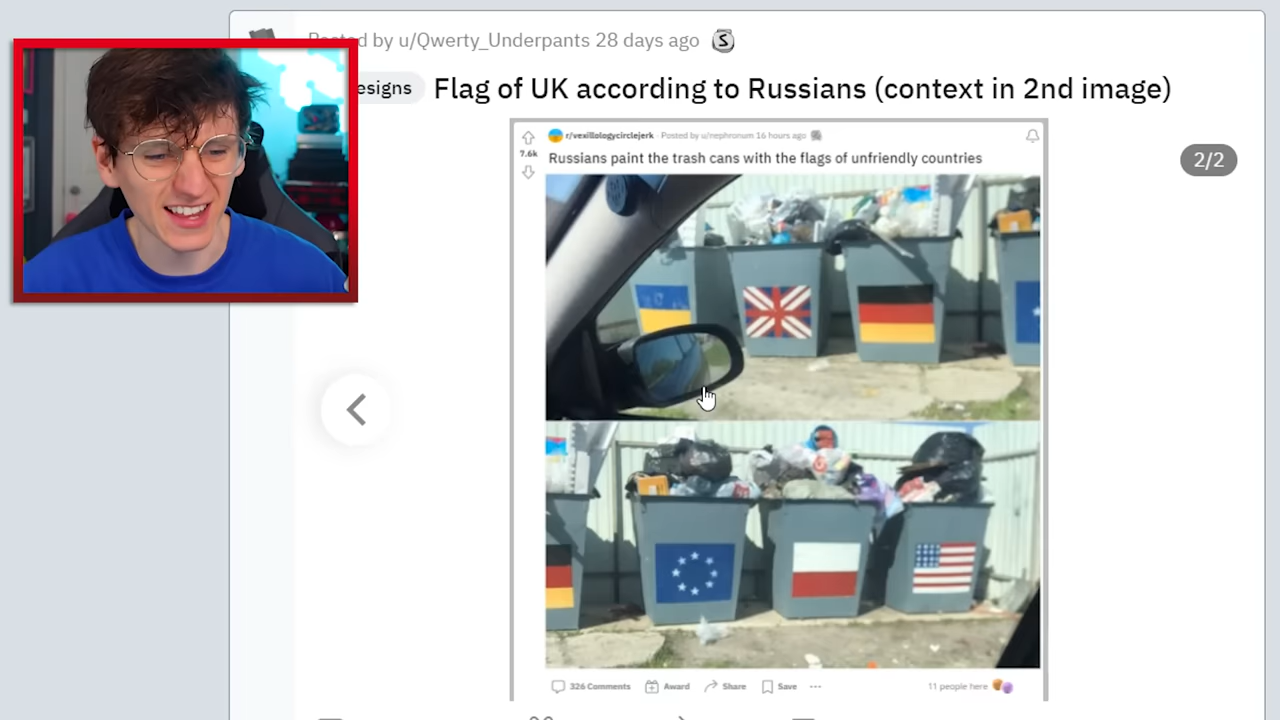 Posted by u/Qwerty_Underpants 28 days ago
esigns
Flag of UK according to Russians (context in 2nd image)
2/2
r/vexillologycirclejerk · Posted by u/nephronum 16 hours ago
7.6k
Russians paint the trash cans with the flags of unfriendly countries
326 Comments Award Share Save ··· 11 people here